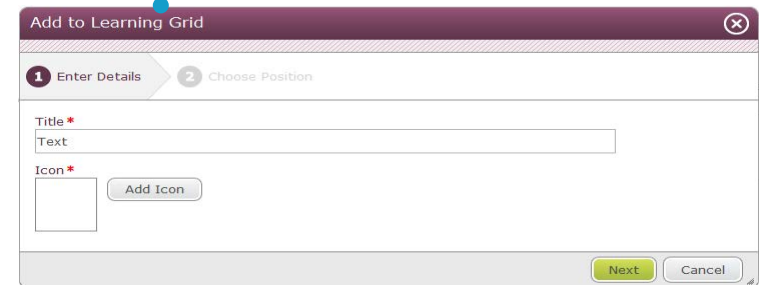 Add to Learning Grid
1 Enter Details 2 Choose Position
Title *
Text
Icon *
Add Icon
Next Cancel